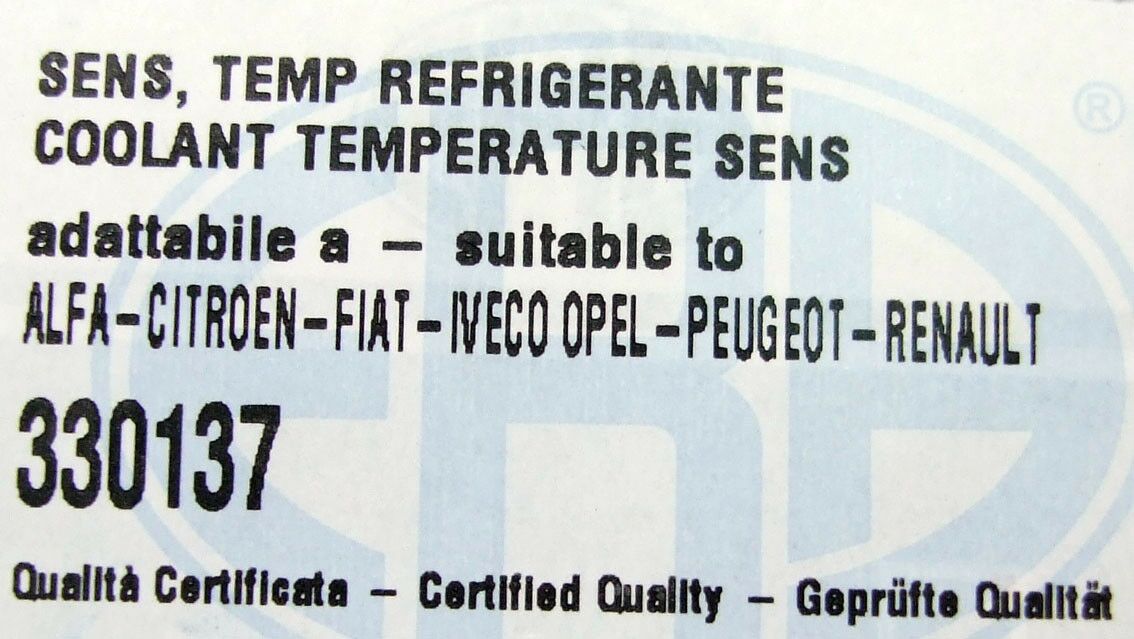 SENS, TEMP REFRIGERANTE
COOLANT TEMPERATURE SENS
adattabile a – suitable to
ALFA-CITROEN-FIAT-IVECO OPEL-PEUGEOT-RENAULT
330137
Qualità Certificata – Certified Quality – Geprüfte Qualität
®